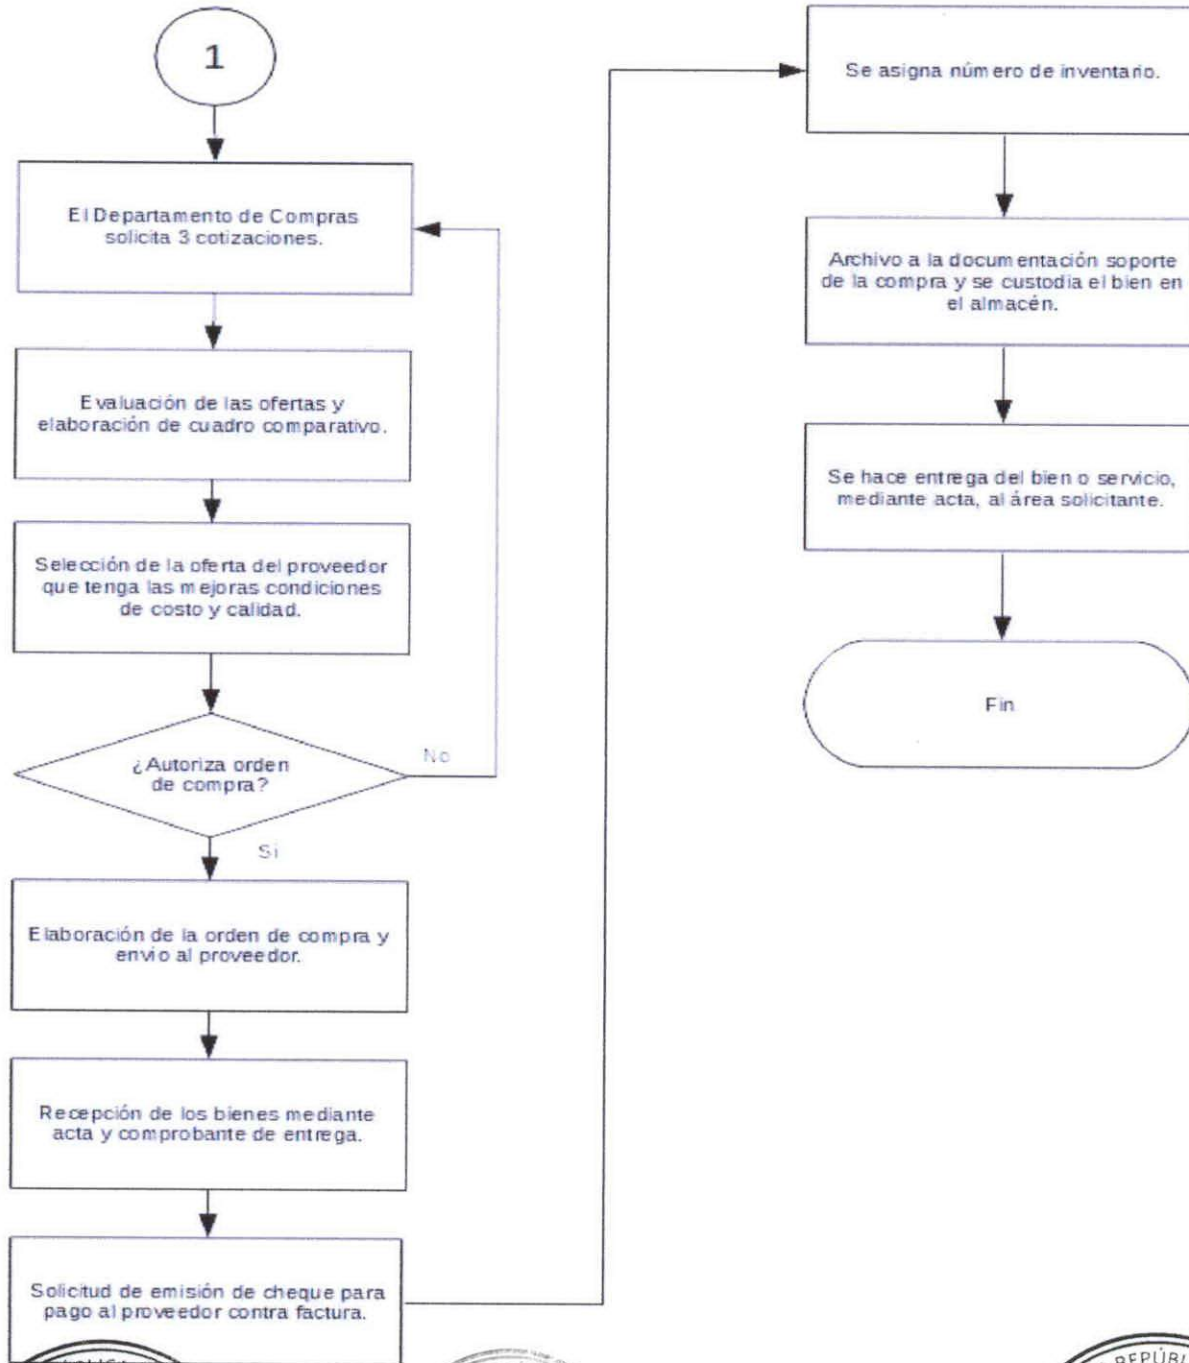 1
El Departamento de Compras
solicita 3 cotizaciones.
Evaluación de las ofertas y
elaboración de cuadro comparativo.
Selección de la oferta del proveedor
que tenga las mejoras condiciones
de costo y calidad.
¿Autoriza orden
de compra?
No
Si
Elaboración de la orden de compra y
envio al proveedor.
Recepción de los bienes mediante
acta y comprobante de entrega.
Solicitud de emisión de cheque para
pago al proveedor contra factura.
Se asigna número de inventario.
Archivo a la documentación soporte
de la compra y se custodia el bien en
el almacén.
Se hace entrega del bien o servicio,
mediante acta, al área solicitante.
Fin